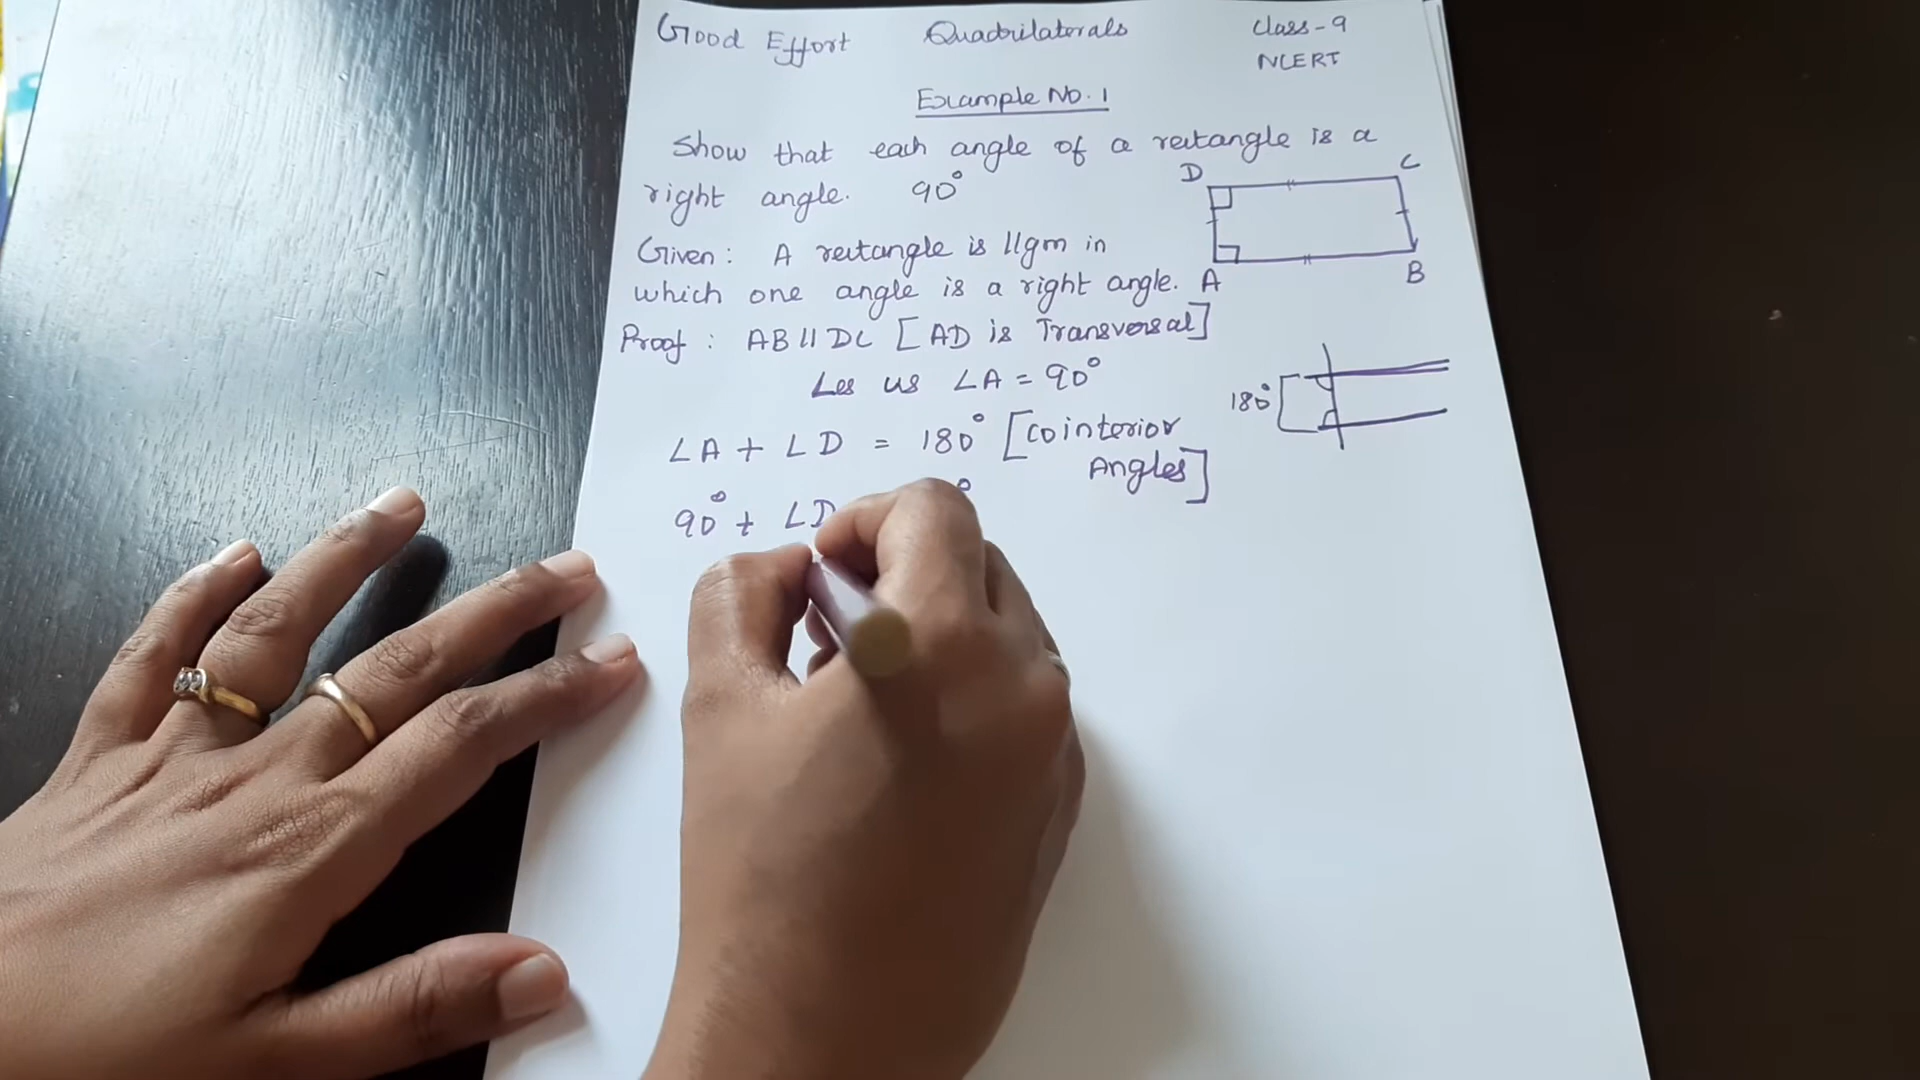 Good Effort Quadrilaterals Class-9
NCERT
Example No. 1
Show that each angle of a rectangle is a
right angle. 90°
D C
Given : A rectangle is llgm in
which one angle is a right angle. A B
Proof : AB ll DC [AD is Transversal]
Les us ∠A = 90°
180°
∠A + ∠D = 180° [Cointerior
Angles]
90° + ∠D